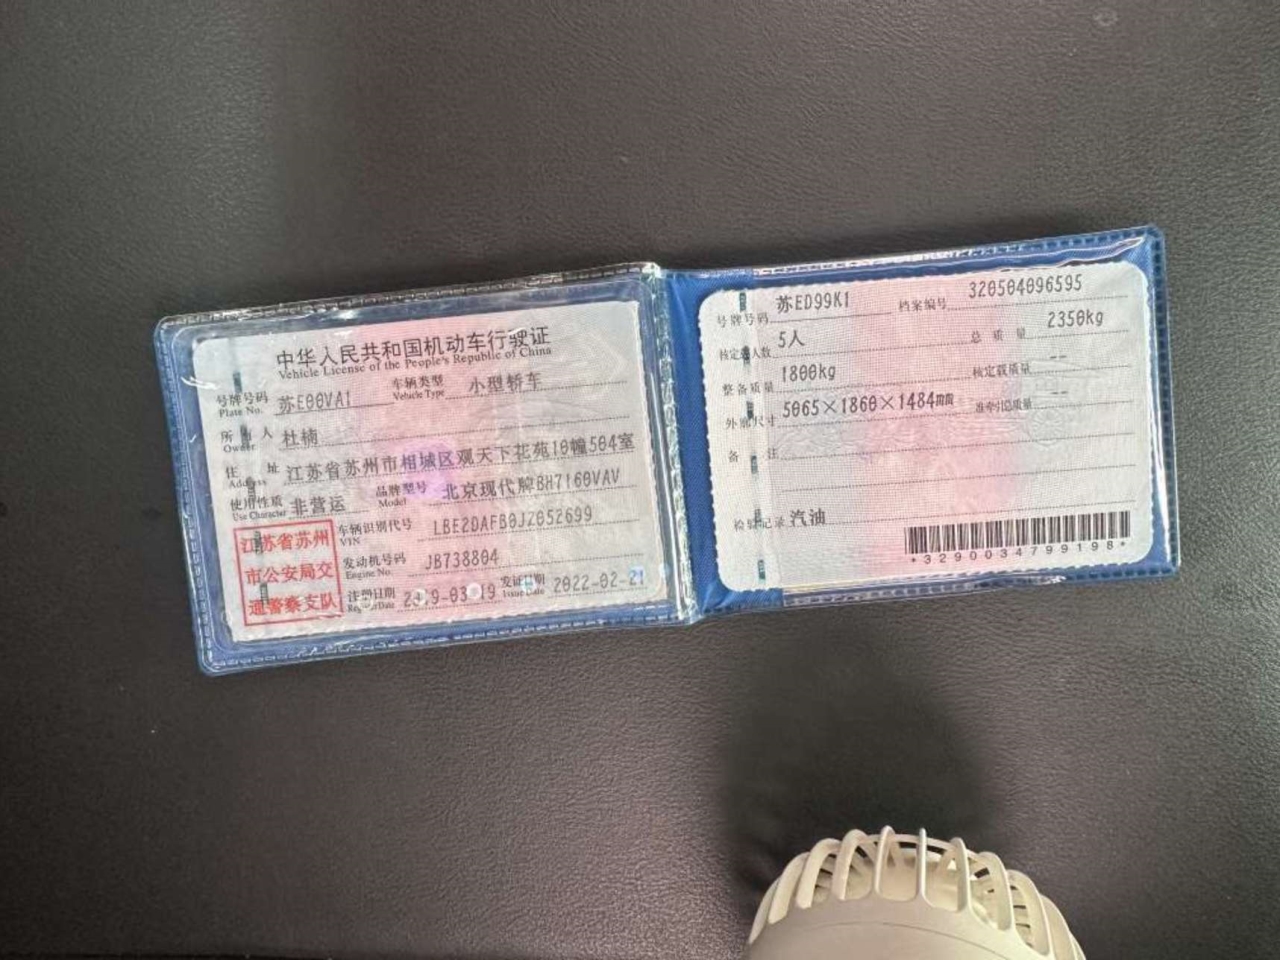 中华人民共和国机动车行驶证
Vehicle License of the People's Republic of China
号牌号码 苏E00VA1 车辆类型 小型轿车
Plate No. Vehicle Type
所有人 杜楠
Owner
住址 江苏省苏州市相城区观天下花苑10幢504室
Address
使用性质 非营运 品牌型号 北京现代牌BH7160VAV
Use Character Model
车辆识别代号 LBE2DAFB0JZ052699
VIN
发动机号码 JB738804
Engine No.
注册日期 2019-03-19 发证日期 2022-02-21
Register Date Issue Date
江苏省苏州
市公安局交
通警察支队
号牌号码 苏ED99K1 档案编号 320504096595
核定载人数 5人 总质量 2350kg
整备质量 1800kg 核定载质量 --
外廓尺寸 5065×1860×1484mm 准牵引总质量 --
备注
检验记录 汽油
*3290034799198*